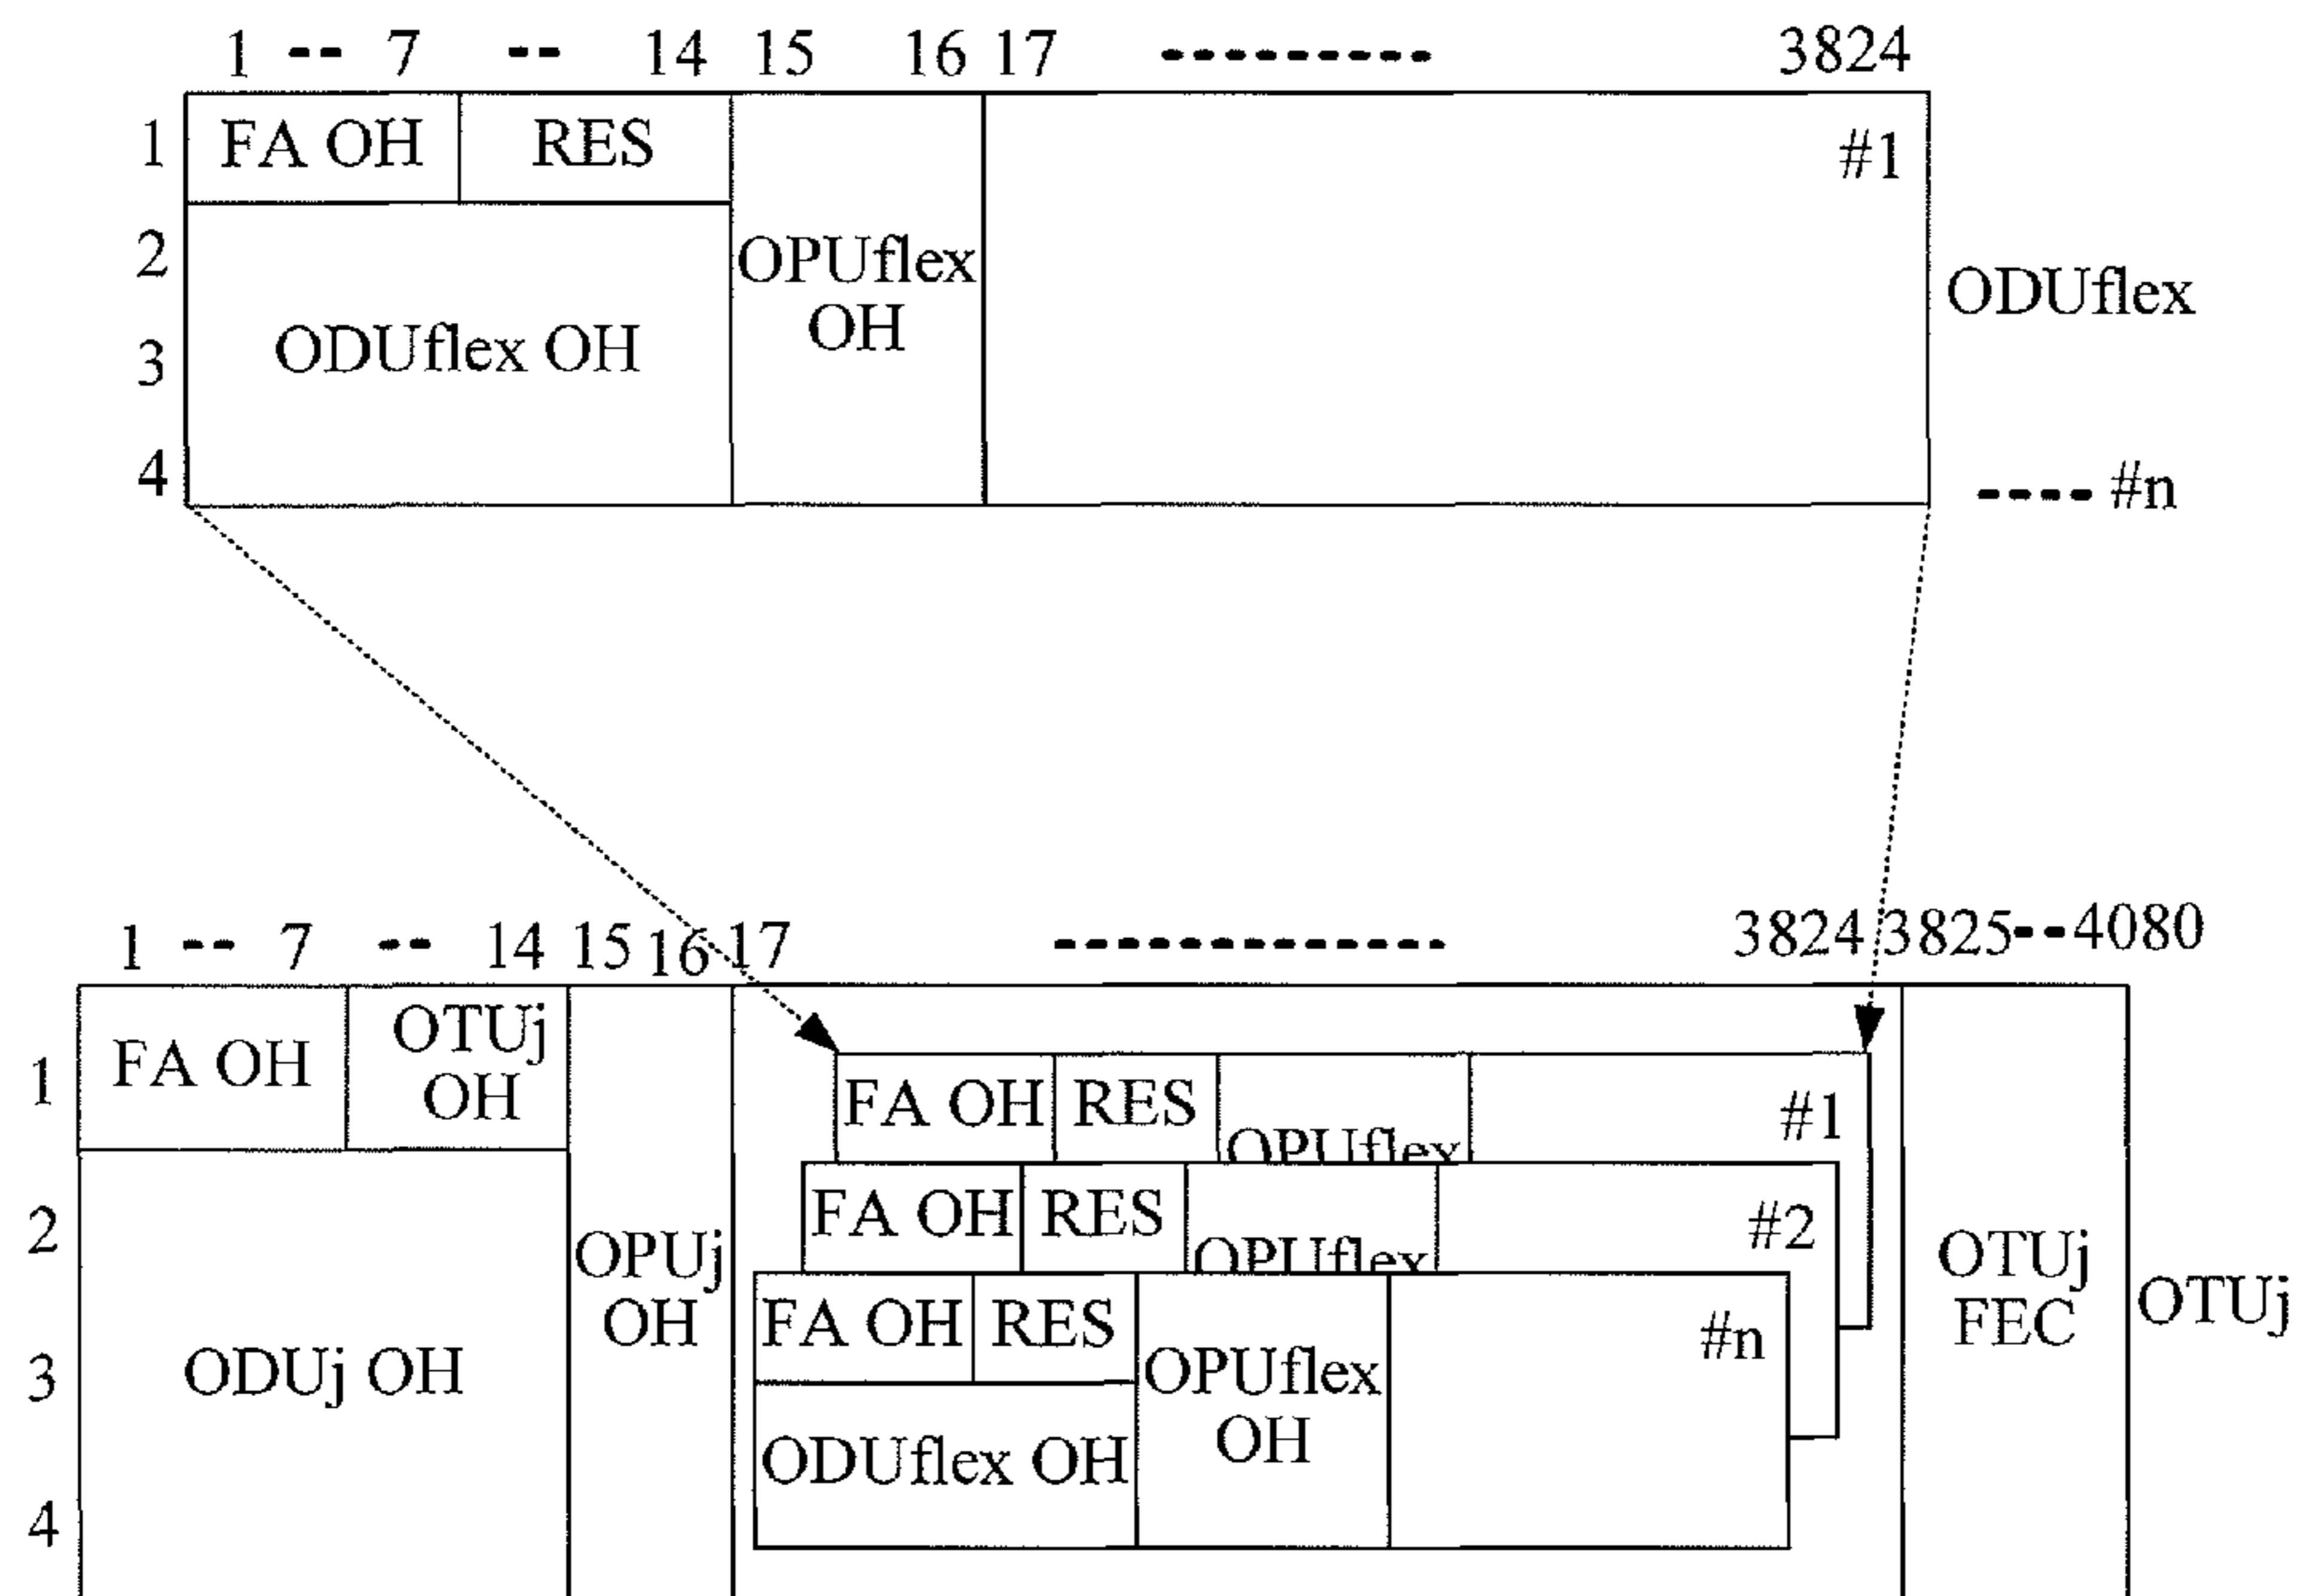 1 -- 7 -- 14 15 16 17 --------- 3824
1 FA OH RES #1
2 OPUflex ODUflex
3 ODUflex OH OH
4 ---- #n
1 -- 7 -- 14 15 16 17 ------------- 3824 3825--4080
FA OH OTUj
1 OH FA OH RES #1
OPUflex
2 FA OH RES #2
OPUj OPUflex OTUj
OH FA OH RES #n FEC OTUj
3 ODUj OH OPUflex
ODUflex OH OH
4